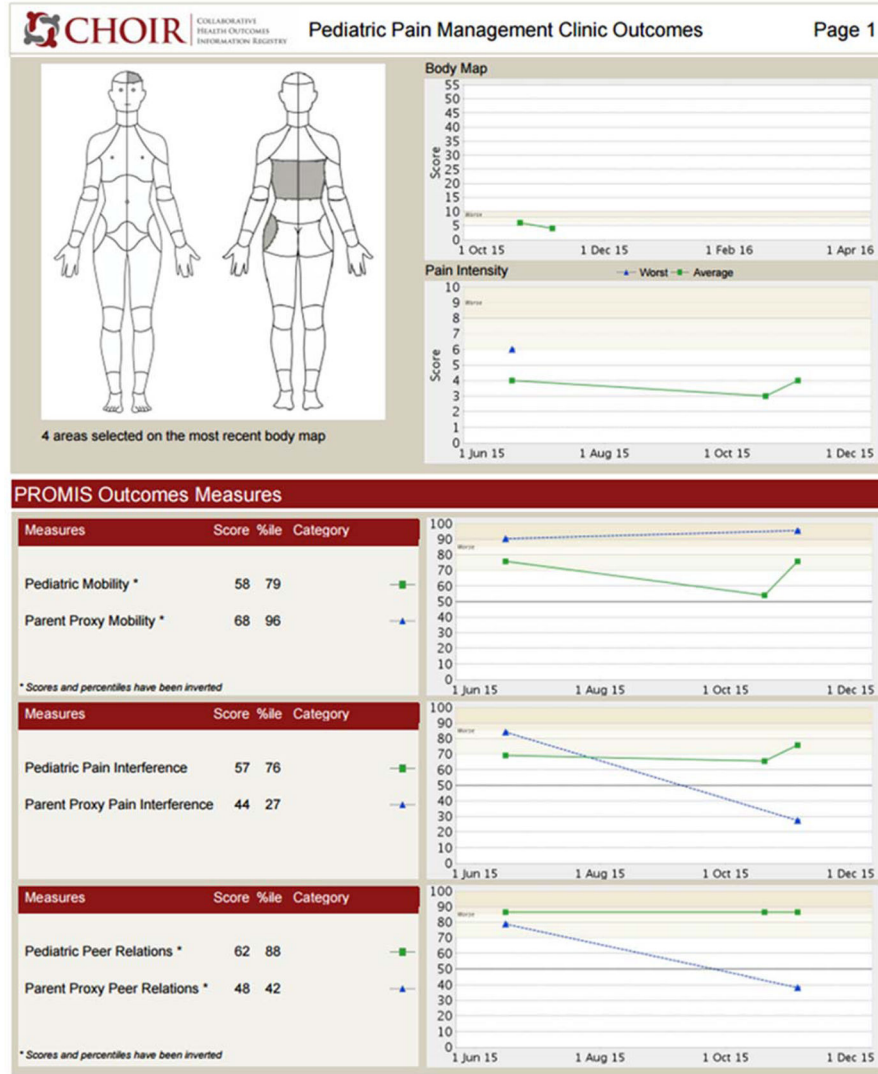 CHOIR
COLLABORATIVE
HEALTH OUTCOMES
INFORMATION REGISTRY
Pediatric Pain Management Clinic Outcomes
Page 1
Body Map
55
50
45
40
35
30
25
20
15
10
5
0
Score
Worse
1 Oct 15 1 Dec 15 1 Feb 16 1 Apr 16
Pain Intensity
Worst Average
10
9
8
7
6
5
4
3
2
1
0
Score
Worse
1 Jun 15 1 Aug 15 1 Oct 15 1 Dec 15
4 areas selected on the most recent body map
PROMIS Outcomes Measures
Measures Score %ile Category
Pediatric Mobility * 58 79
Parent Proxy Mobility * 68 96
* Scores and percentiles have been inverted
100
90
80
70
60
50
40
30
20
10
0
Worse
1 Jun 15 1 Aug 15 1 Oct 15 1 Dec 15
Measures Score %ile Category
Pediatric Pain Interference 57 76
Parent Proxy Pain Interference 44 27
100
90
80
70
60
50
40
30
20
10
0
Worse
1 Jun 15 1 Aug 15 1 Oct 15 1 Dec 15
Measures Score %ile Category
Pediatric Peer Relations * 62 88
Parent Proxy Peer Relations * 48 42
* Scores and percentiles have been inverted
100
90
80
70
60
50
40
30
20
10
0
Worse
1 Jun 15 1 Aug 15 1 Oct 15 1 Dec 15